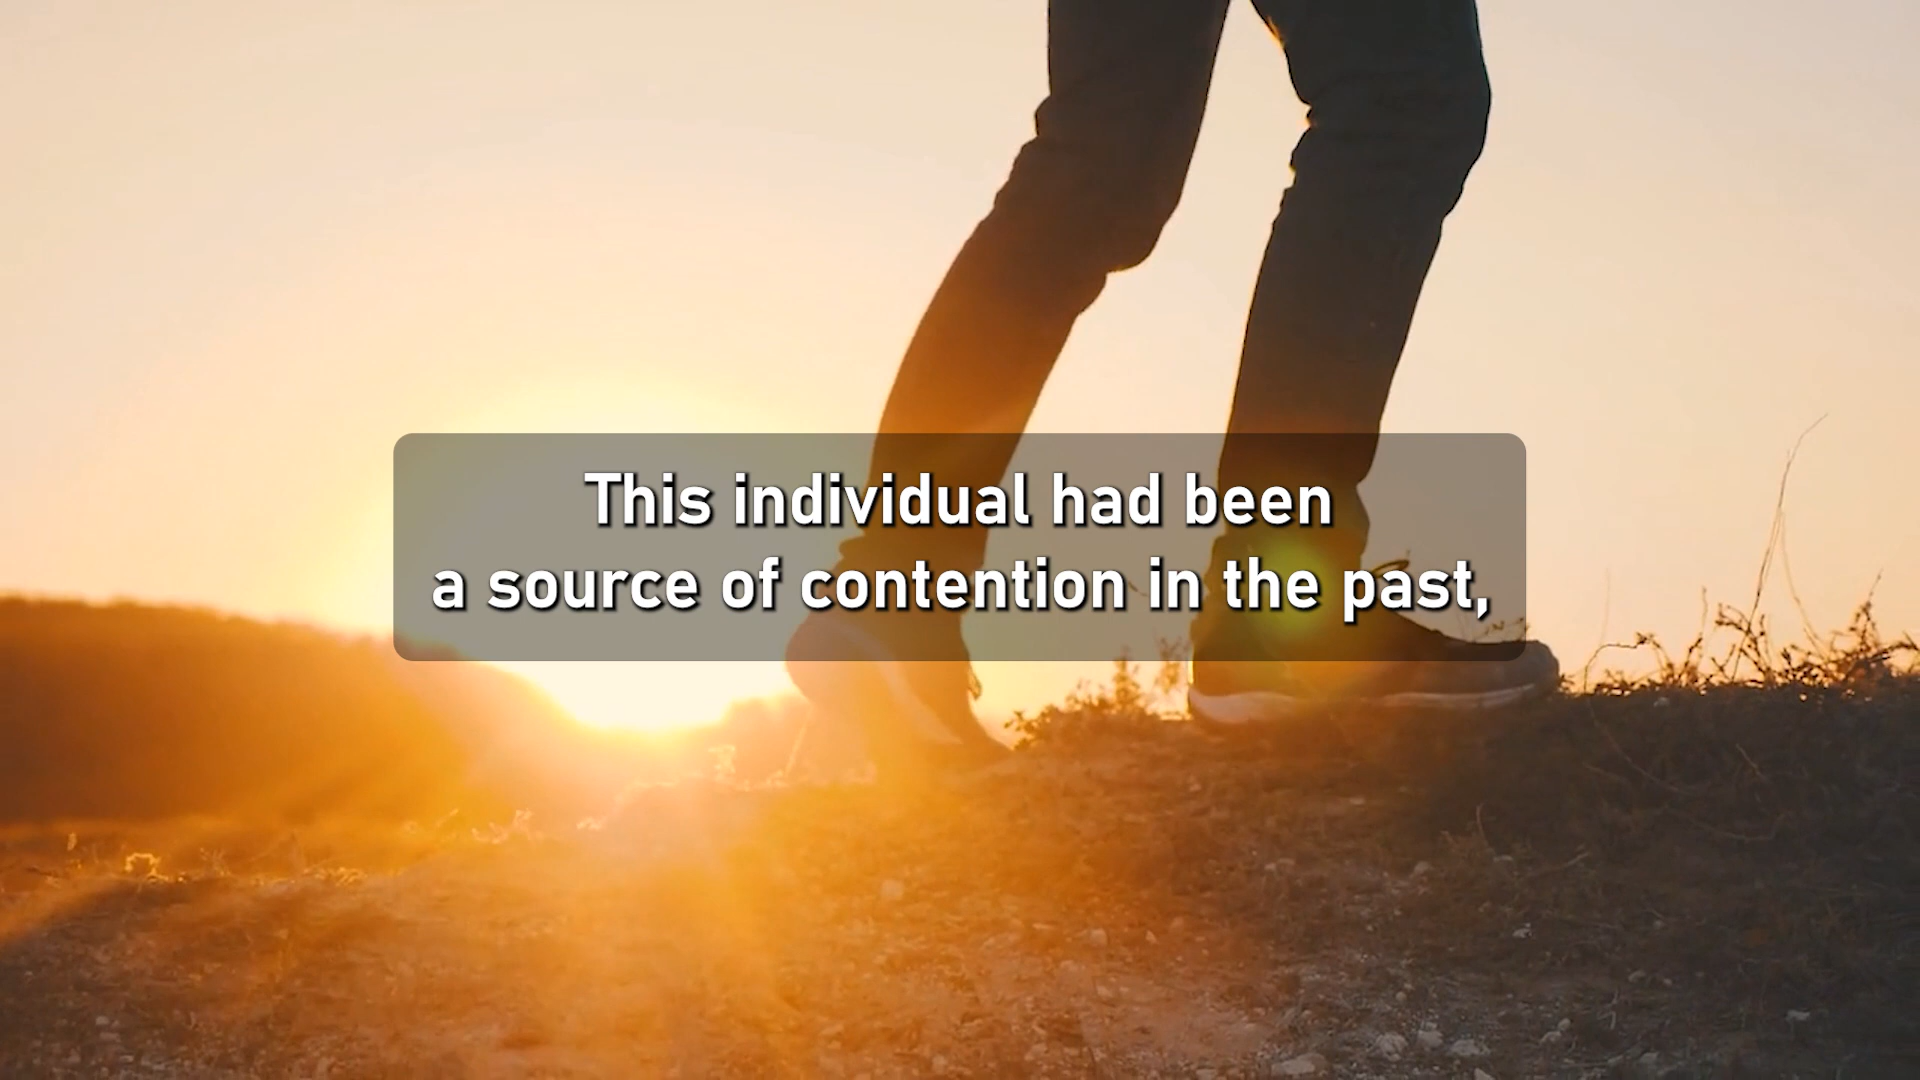 This individual had been
a source of contention in the past,